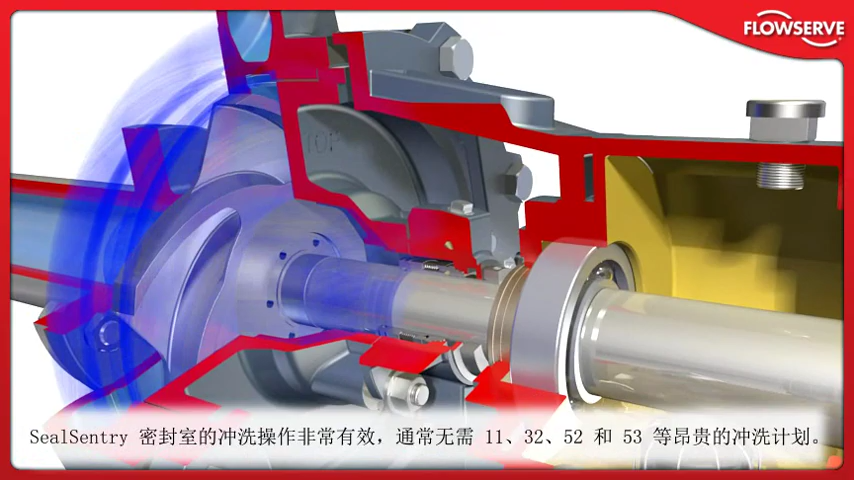 FLOWSERVE
TOP
SealSentry 密封室的冲洗操作非常有效，通常无需 11、32、52 和 53 等昂贵的冲洗计划。